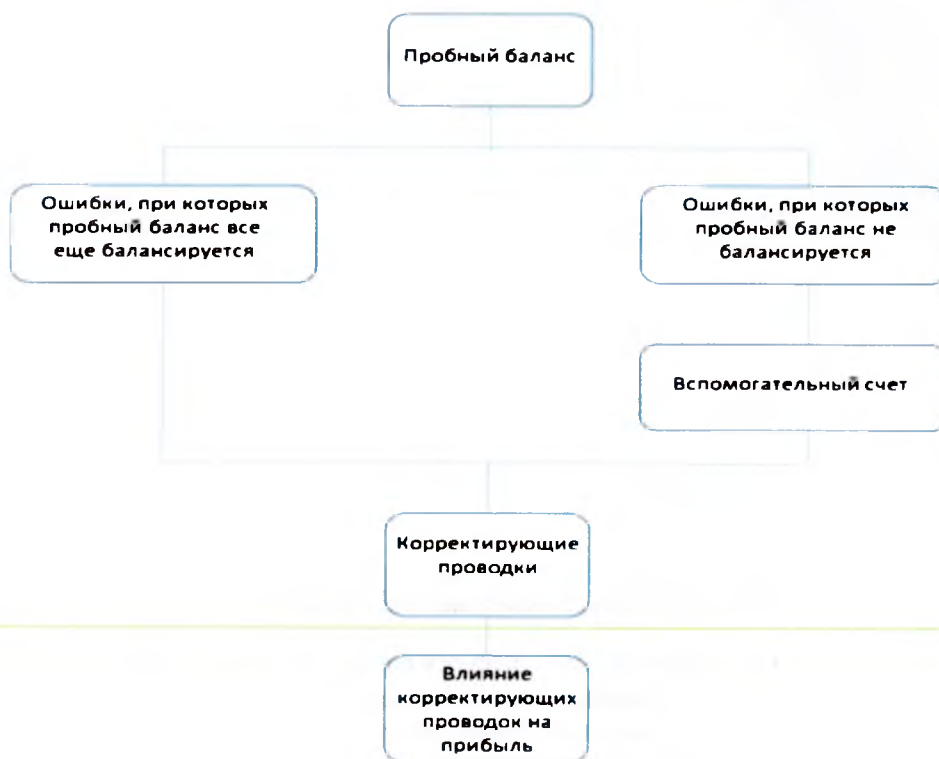 Пробный баланс
Ошибки, при которых
пробный баланс все
еще балансируется
Ошибки, при которых
пробный баланс не
балансируется
Вспомогательный счет
Корректирующие
проводки
Влияние
корректирующих
проводок на
прибыль